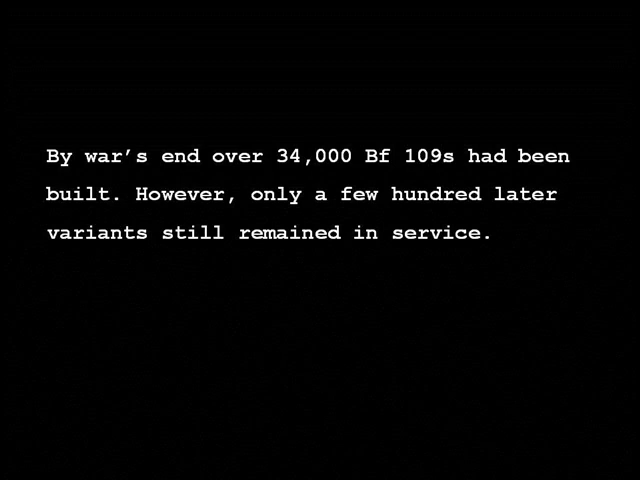 By war’s end over 34,000 Bf 109s had been
built. However, only a few hundred later
variants still remained in service.